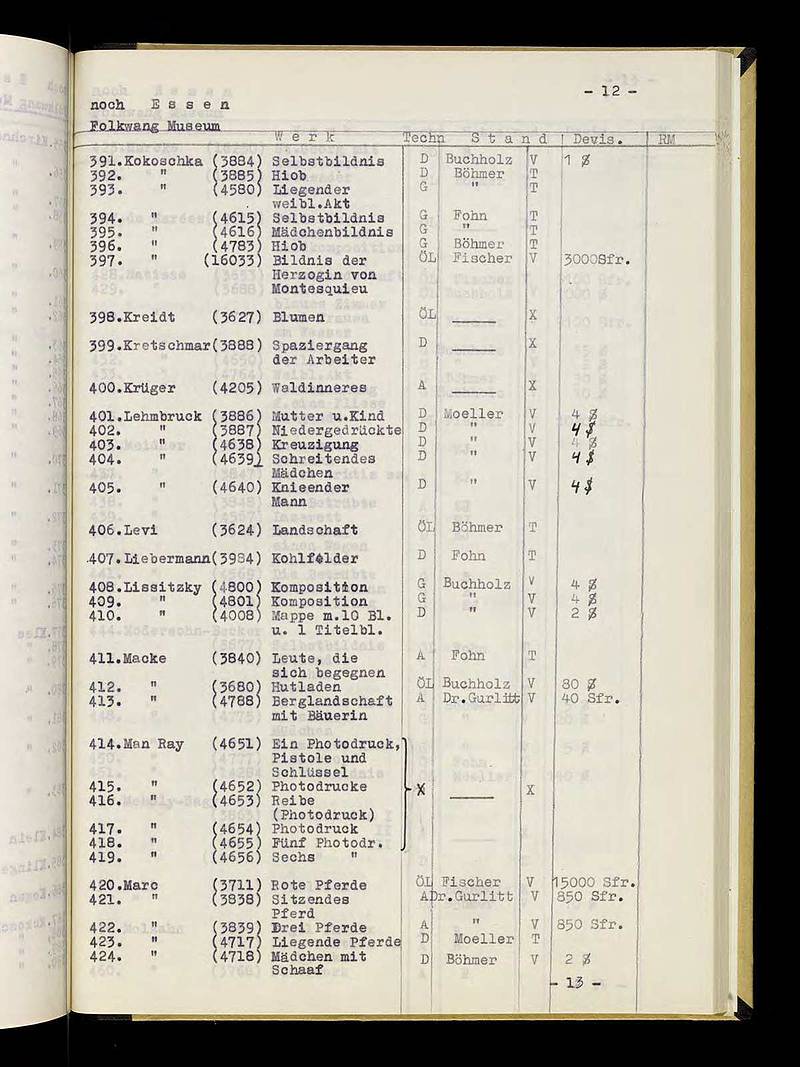 - 12 -
noch E s s e n
Folkwang Museum
W e r k Techn S t a n d Devis. RM
391.Kokoschka (3884) Selbstbildnis D Buchholz V 1 $
392. " (3885) Hiob D Böhmer T
393. " (4580) Liegender G " T
weibl.Akt
394. " (4615) Selbstbildnis G Fohn T
395. " (4616) Mädchenbildnis G " T
396. " (4783) Hiob G Böhmer T
397. " (16033) Bildnis der ÖL Fischer V 3000Sfr.
Herzogin von
Montesquieu
398.Kreidt (3627) Blumen ÖL _____ X
399.Kretschmar(3888) Spaziergang D _____ X
der Arbeiter
400.Krüger (4205) Waldinneres A _____ X
401.Lehmbruck (3886) Mutter u.Kind D Moeller V 4 $
402. " (3887) Niedergedrückte D " V 4 $
403. " (4638) Kreuzigung D " V 4 $
404. " (4639) Schreitendes D " V 4 $
Mädchen
405. " (4640) Knieender D " V 4 $
Mann
406.Levi (3624) Landschaft ÖL Böhmer T
407.Liebermann(3984) Kohlfelder D Fohn T
408.Lissitzky (4800) Komposition G Buchholz V 4 $
409. " (4801) Komposition G " V 4 $
410. " (4008) Mappe m.10 Bl. D " V 2 $
u. 1 Titelbl.
411.Macke (3840) Leute, die A Fohn T
sich begegnen
412. " (3680) Hutladen ÖL Buchholz V 80 $
413. " (4788) Berglandschaft A Dr.Gurlitt V 40 Sfr.
mit Bäuerin
414.Man Ray (4651) Ein Photodruck,
Pistole und
Schlüssel
415. " (4652) Photodrucke X _____ X
416. " (4653) Reibe
(Photodruck)
417. " (4654) Photodruck
418. " (4655) Fünf Photodr.
419. " (4656) Sechs "
420.Marc (3711) Rote Pferde ÖL Fischer V 15000 Sfr.
421. " (3838) Sitzendes A Dr.Gurlitt V 850 Sfr.
Pferd
422. " (3839) Drei Pferde A " V 850 Sfr.
423. " (4717) Liegende Pferde D Moeller T
424. " (4718) Mädchen mit D Böhmer V 2 $
Schaaf
- 13 -